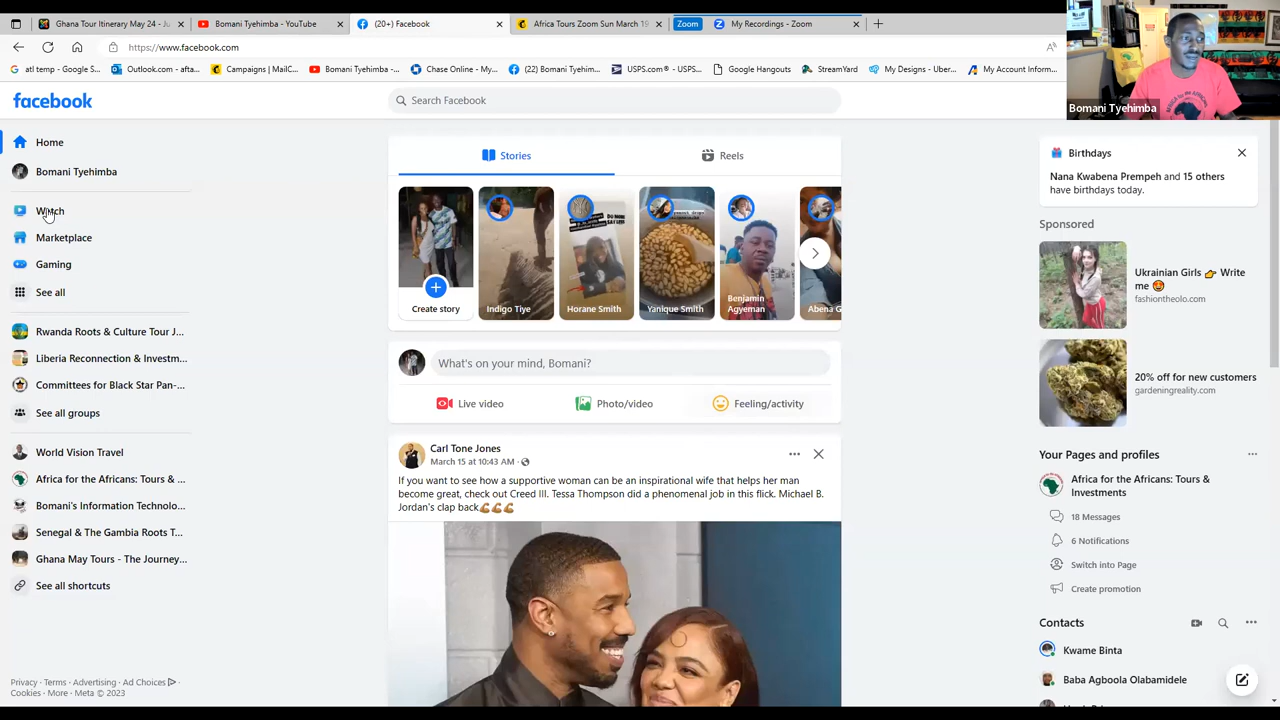 Ghana Tour Itinerary May 24 - Ju
Bomani Tyehimba - YouTube
(20+) Facebook
Africa Tours Zoom Sun March 19
Zoom
My Recordings - Zoom
https://www.facebook.com
atl temp - Google S...
Outlook.com - afta...
Campaigns | MailC...
Bomani Tyehimba -...
Chase Online - My...
USPS.com® - USPS...
Google Hangouts
StreamYard
My Designs - Uber...
My Account Inform...
Bomani Tyehimba
facebook
Search Facebook
Home
Bomani Tyehimba
Watch
Marketplace
Gaming
See all
Rwanda Roots & Culture Tour J...
Liberia Reconnection & Investm...
Committees for Black Star Pan-...
See all groups
World Vision Travel
Africa for the Africans: Tours & ...
Bomani's Information Technolo...
Senegal & The Gambia Roots T...
Ghana May Tours - The Journey...
See all shortcuts
Privacy · Terms · Advertising · Ad Choices ·
Cookies · More · Meta © 2023
Stories
Reels
Create story
Indigo Tiye
Horane Smith
Yanique Smith
Benjamin
Agyeman
Abena G
What's on your mind, Bomani?
Live video
Photo/video
Feeling/activity
Carl Tone Jones
March 15 at 10:43 AM ·
If you want to see how a supportive woman can be an inspirational wife that helps her man
become great, check out Creed III. Tessa Thompson did a phenomenal job in this flick. Michael B.
Jordan's clap back💪🏽💪🏽💪🏽
Birthdays
Nana Kwabena Prempeh and 15 others
have birthdays today.
Sponsored
Ukrainian Girls 👉 Write
me 😍
fashiontheolo.com
20% off for new customers
gardeningreality.com
Your Pages and profiles
Africa for the Africans: Tours &
Investments
18 Messages
6 Notifications
Switch into Page
Create promotion
Contacts
Kwame Binta
Baba Agboola Olabamidele